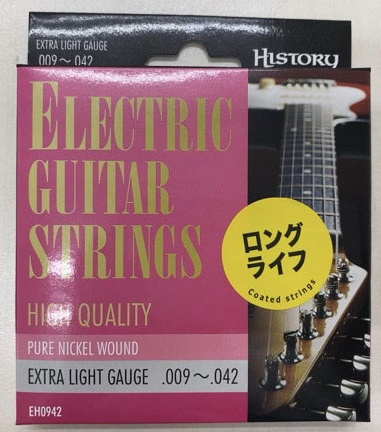 EXTRA LIGHT GAUGE
.009～.042
HISTORY
ELECTRIC
GUITAR
STRINGS
ロング
ライフ
Coated strings
HIGH QUALITY
PURE NICKEL WOUND
EXTRA LIGHT GAUGE .009～.042
EH0942